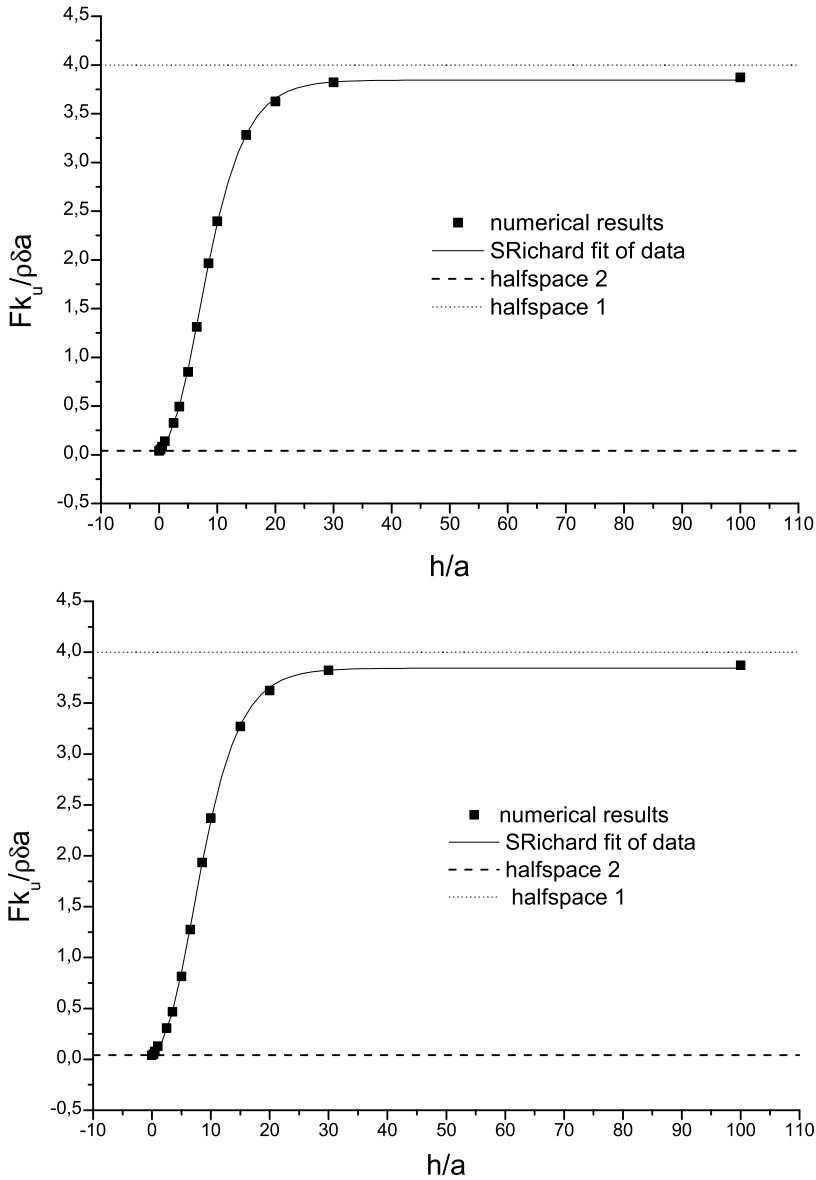 4,5
4,0
3,5
3,0
2,5
2,0
1,5
1,0
0,5
0,0
-0,5
Fk_u/ρδa
numerical results
SRichard fit of data
halfspace 2
halfspace 1
-10 0 10 20 30 40 50 60 70 80 90 100 110
h/a
4,5
4,0
3,5
3,0
2,5
2,0
1,5
1,0
0,5
0,0
-0,5
Fk_u/ρδa
numerical results
SRichard fit of data
halfspace 2
halfspace 1
-10 0 10 20 30 40 50 60 70 80 90 100 110
h/a